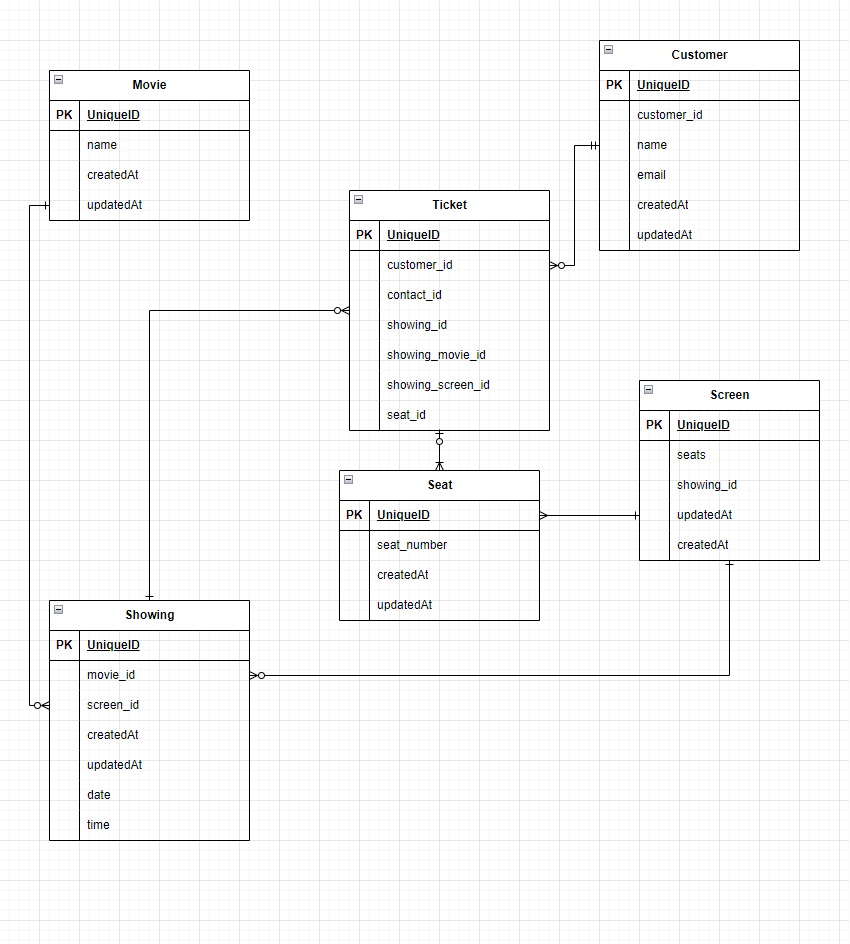 Movie
PK UniqueID
name
createdAt
updatedAt
Customer
PK UniqueID
customer_id
name
email
createdAt
updatedAt
Ticket
PK UniqueID
customer_id
contact_id
showing_id
showing_movie_id
showing_screen_id
seat_id
Screen
PK UniqueID
seats
showing_id
updatedAt
createdAt
Seat
PK UniqueID
seat_number
createdAt
updatedAt
Showing
PK UniqueID
movie_id
screen_id
createdAt
updatedAt
date
time